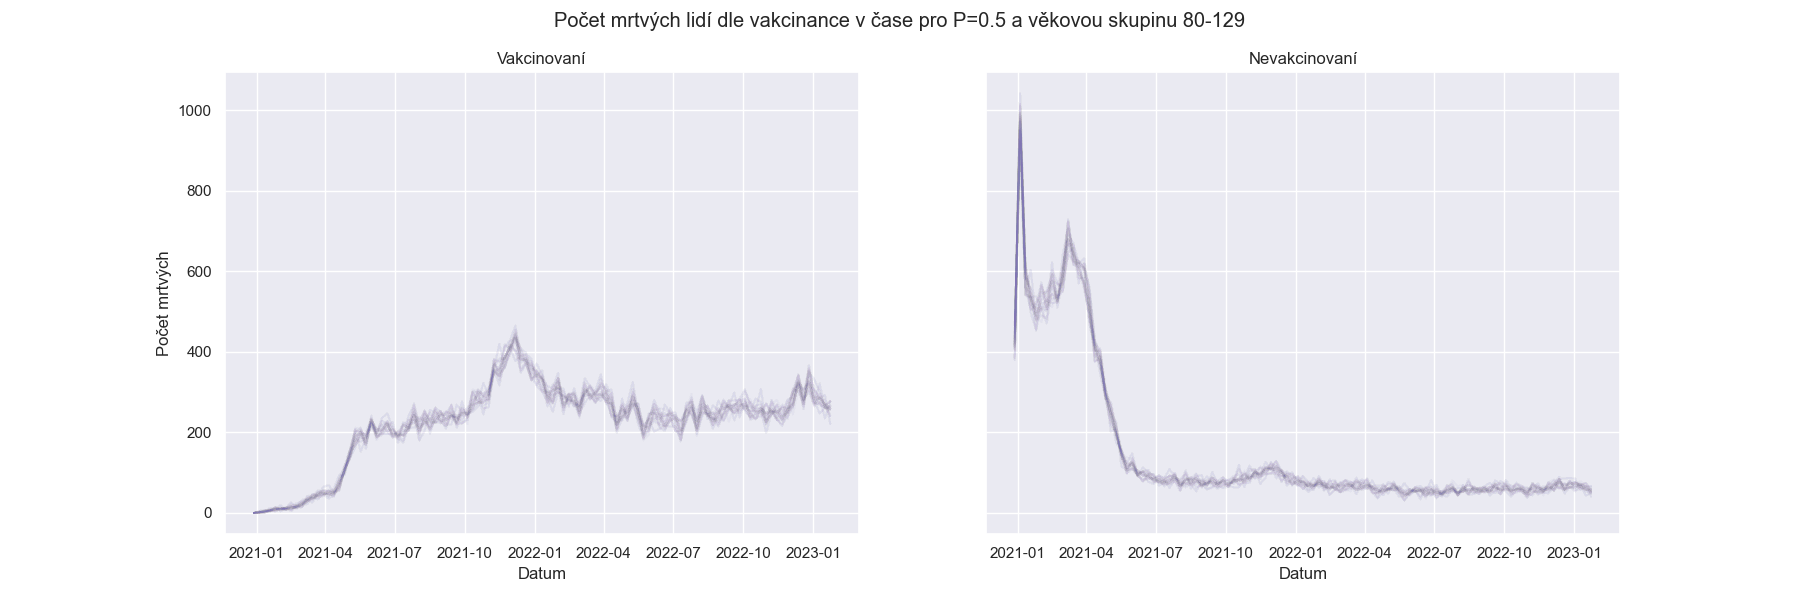 Počet mrtvých lidí dle vakcinance v čase pro P=0.5 a věkovou skupinu 80-129
Vakcinovaní
Nevakcinovaní
Počet mrtvých
1000
800
600
400
200
0
2021-01 2021-04 2021-07 2021-10 2022-01 2022-04 2022-07 2022-10 2023-01
2021-01 2021-04 2021-07 2021-10 2022-01 2022-04 2022-07 2022-10 2023-01
Datum
Datum